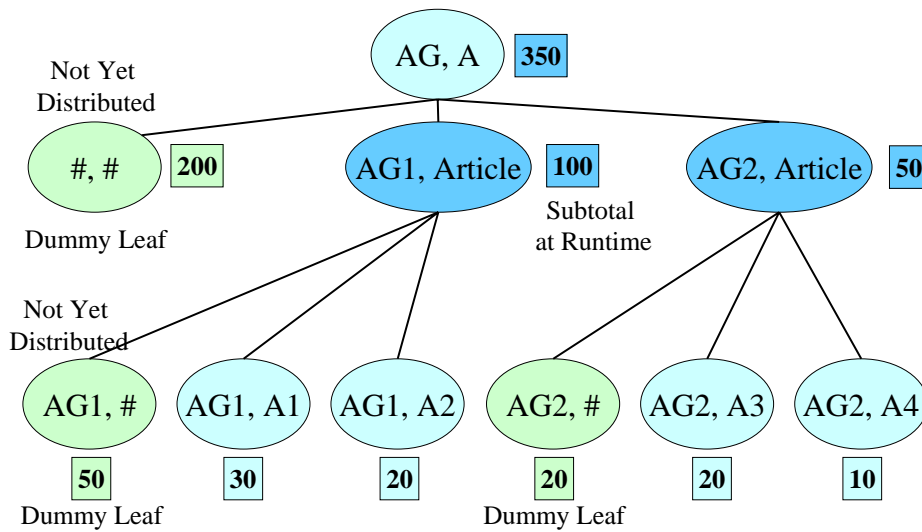 AG, A
350
Not Yet
Distributed
#, #
200
AG1, Article
100
AG2, Article
50
Dummy Leaf
Subtotal
at Runtime
Not Yet
Distributed
AG1, #
AG1, A1
AG1, A2
AG2, #
AG2, A3
AG2, A4
50
30
20
20
20
10
Dummy Leaf
Dummy Leaf